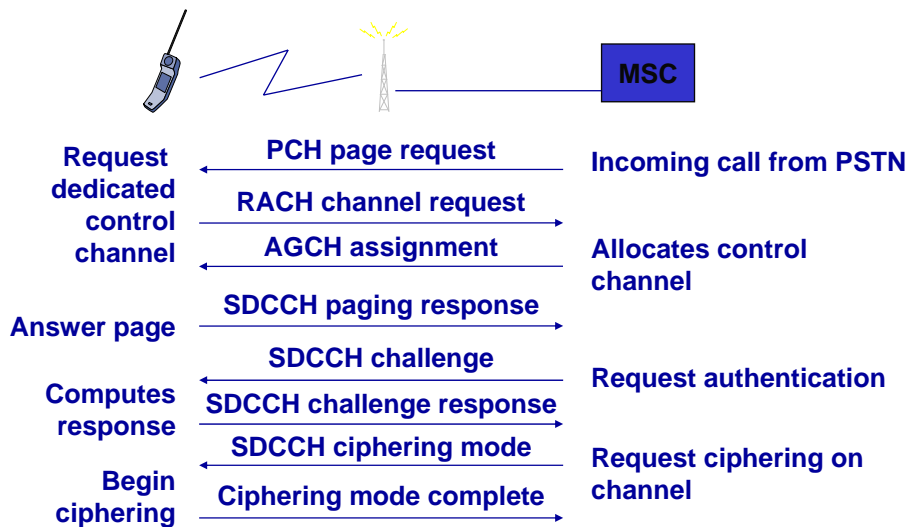 MSC
PCH page request
Request
dedicated
control
channel
Incoming call from PSTN
RACH channel request
AGCH assignment
Allocates control
channel
SDCCH paging response
Answer page
SDCCH challenge
Request authentication
Computes
response
SDCCH challenge response
SDCCH ciphering mode
Request ciphering on
channel
Begin
ciphering
Ciphering mode complete